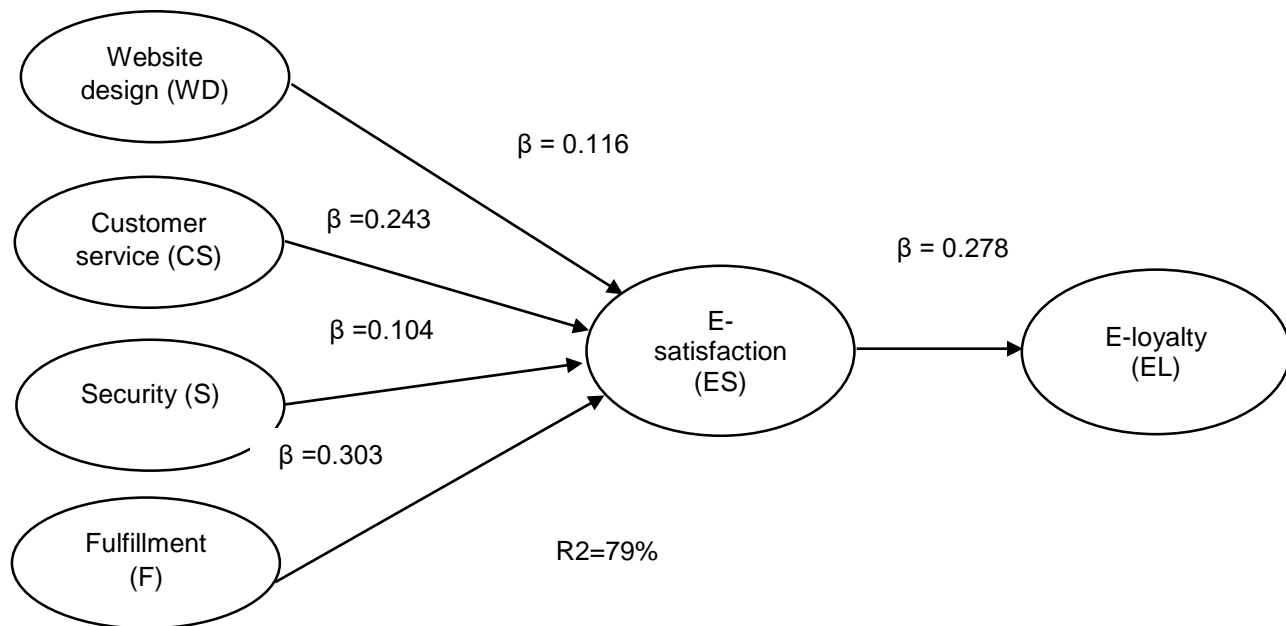 Website
design (WD)
β = 0.116
Customer
service (CS)
β =0.243
β = 0.278
E-
satisfaction
(ES)
E-loyalty
(EL)
β =0.104
Security (S)
β =0.303
Fulfillment
(F)
R2=79%